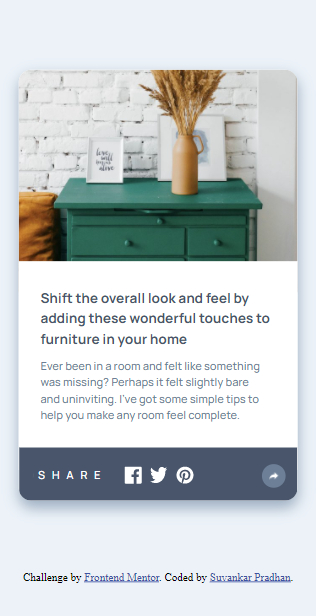 Shift the overall look and feel by
adding these wonderful touches to
furniture in your home
Ever been in a room and felt like something
was missing? Perhaps it felt slightly bare
and uninviting. I've got some simple tips to
help you make any room feel complete.
SHARE
Challenge by Frontend Mentor. Coded by Suvankar Pradhan.